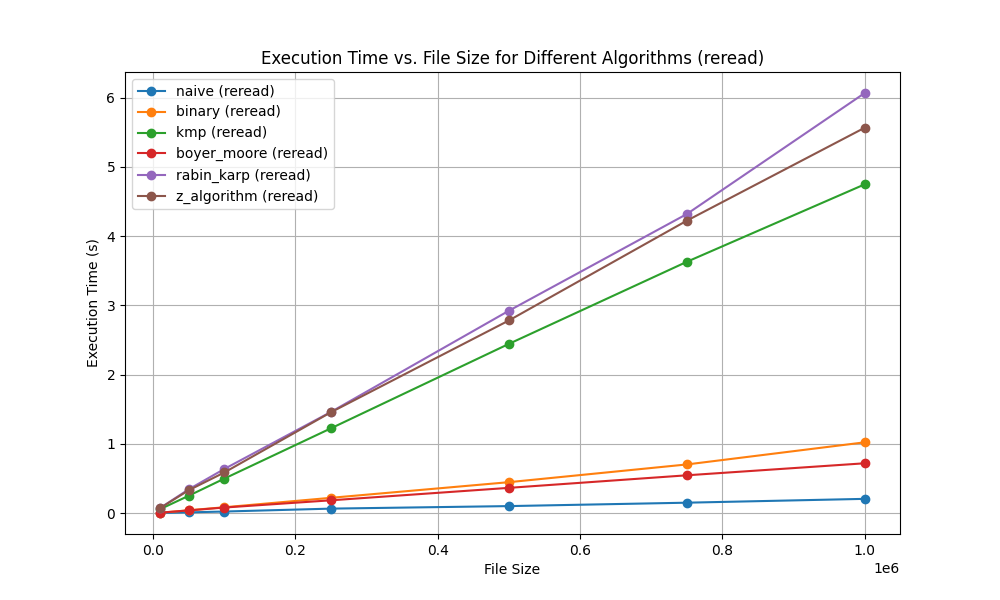 Execution Time vs. File Size for Different Algorithms (reread)
naive (reread)
binary (reread)
kmp (reread)
boyer_moore (reread)
rabin_karp (reread)
z_algorithm (reread)
Execution Time (s)
6
5
4
3
2
1
0
0.0 0.2 0.4 0.6 0.8 1.0
1e6
File Size